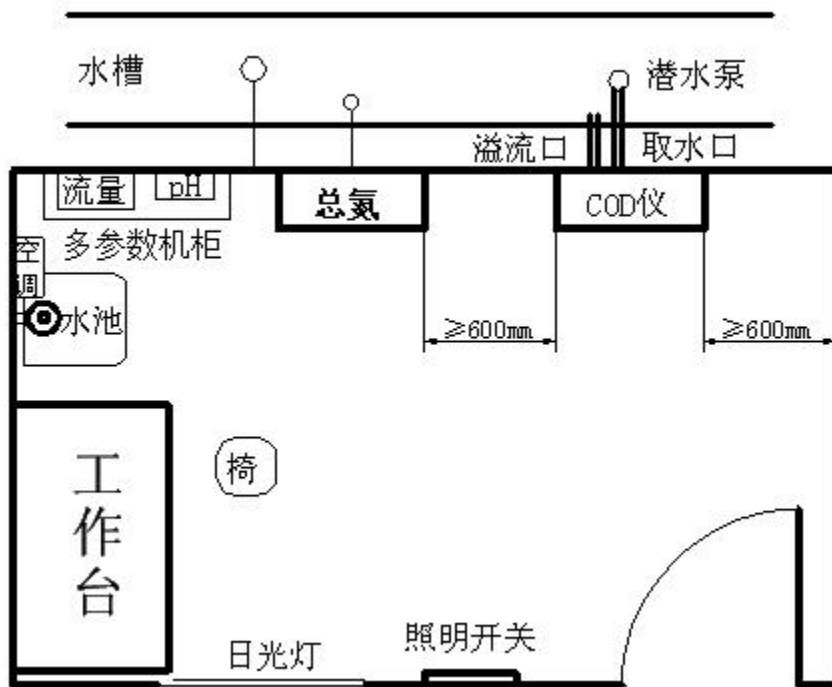 水槽
潜水泵
溢流口
取水口
流量
pH
总氮
COD仪
多参数机柜
空调
水池
≥600mm
≥600mm
工作台
椅
日光灯
照明开关